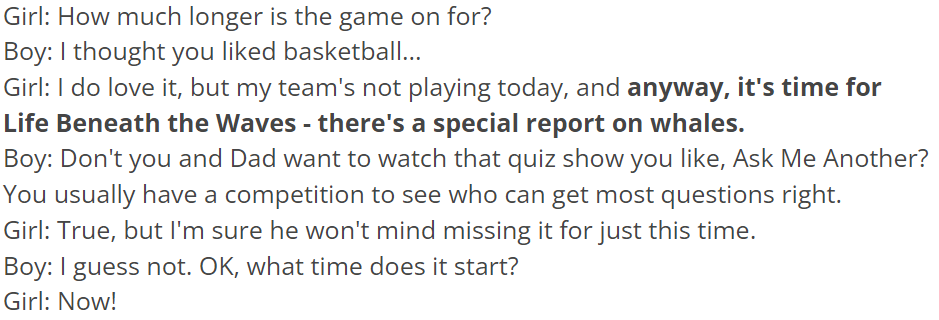 Girl: How much longer is the game on for?
Boy: I thought you liked basketball...
Girl: I do love it, but my team's not playing today, and anyway, it's time for
Life Beneath the Waves - there's a special report on whales.
Boy: Don't you and Dad want to watch that quiz show you like, Ask Me Another?
You usually have a competition to see who can get most questions right.
Girl: True, but I'm sure he won't mind missing it for just this time.
Boy: I guess not. OK, what time does it start?
Girl: Now!